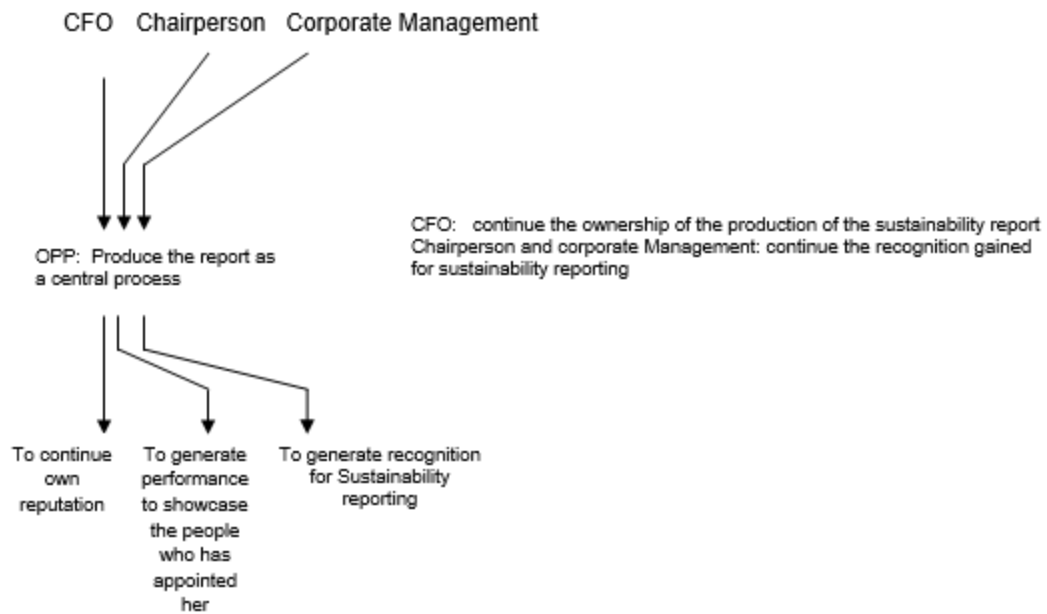 CFO Chairperson Corporate Management
CFO: continue the ownership of the production of the sustainability report
Chairperson and corporate Management: continue the recognition gained
for sustainability reporting
OPP: Produce the report as
a central process
To continue
own
reputation
To generate
performance
to showcase
the people
who has
appointed
her
To generate recognition
for Sustainability
reporting